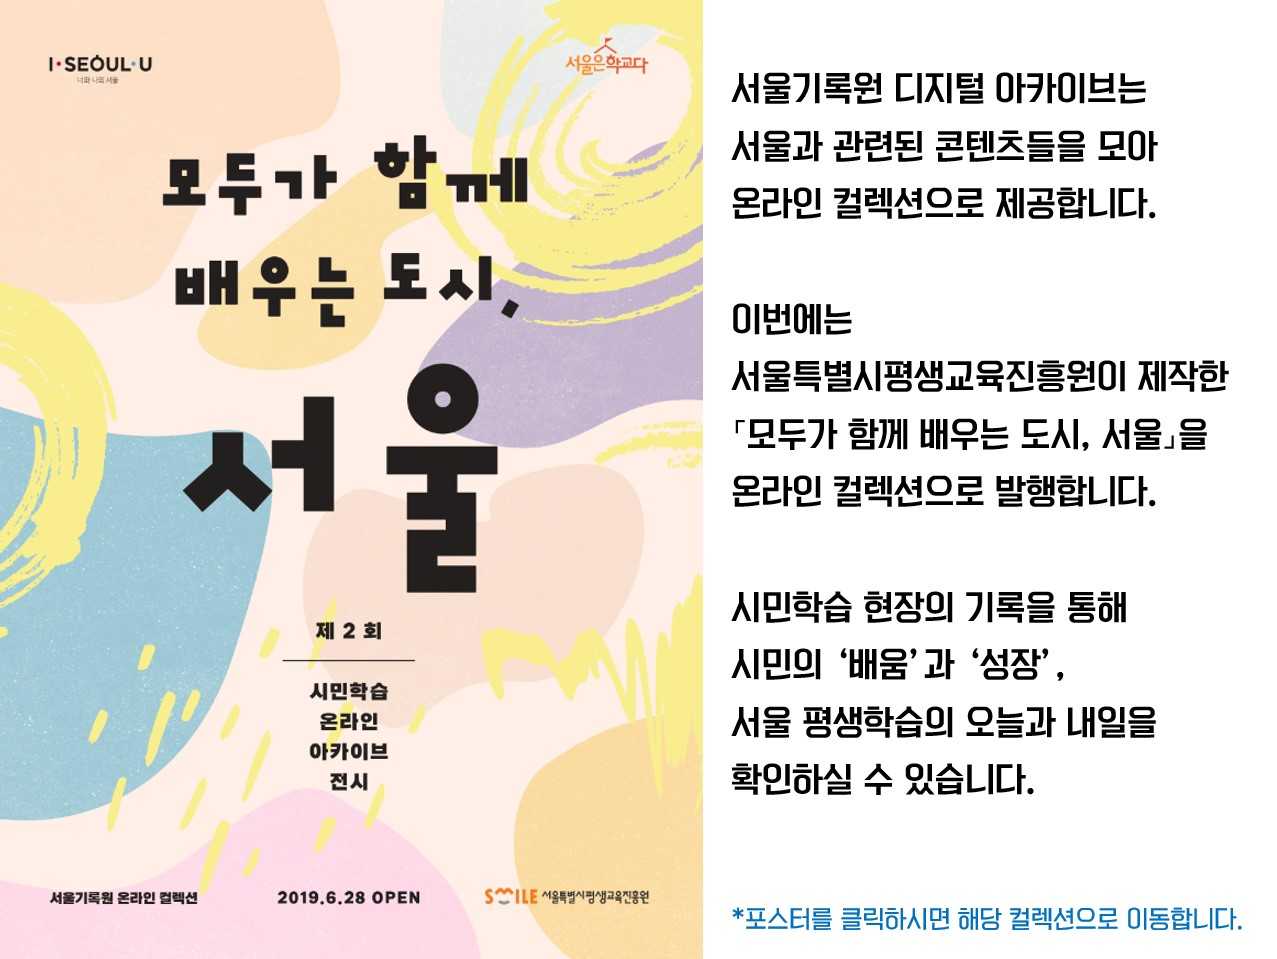 I·SEOUL·U
너와 나의 서울
서울은학교다
모두가 함께
배우는 도시,
서울
제 2 회
시민학습
온라인
아카이브
전시
서울기록원 온라인 컬렉션
2019.6.28 OPEN
SMILE 서울특별시평생교육진흥원
서울기록원 디지털 아카이브는
서울과 관련된 콘텐츠들을 모아
온라인 컬렉션으로 제공합니다.
이번에는
서울특별시평생교육진흥원이 제작한
「모두가 함께 배우는 도시, 서울」을
온라인 컬렉션으로 발행합니다.
시민학습 현장의 기록을 통해
시민의 ‘배움’과 ‘성장’,
서울 평생학습의 오늘과 내일을
확인하실 수 있습니다.
*포스터를 클릭하시면 해당 컬렉션으로 이동합니다.